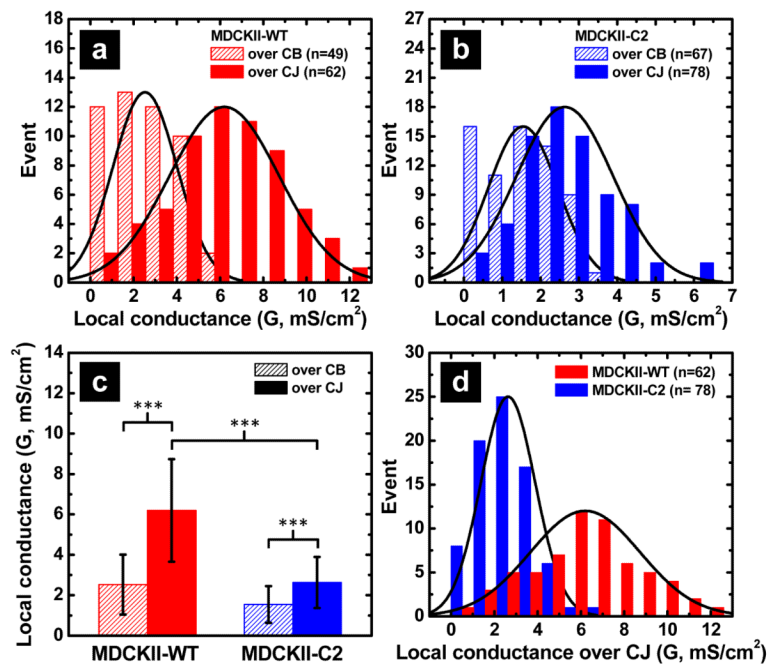 a
MDCKII-WT
over CB (n=49)
over CJ (n=62)
14
12
10
8
6
4
2
0
Event
0 2 4 6 8 10 12
Local conductance (G, mS/cm²)
b
MDCKII-C2
over CB (n=67)
over CJ (n=78)
27
24
21
18
15
12
9
6
3
0
Event
0 1 2 3 4 5 6 7
Local conductance (G, mS/cm²)
c
over CB
over CJ
14
12
10
8
6
4
2
0
Local conductance (G, mS/cm²)
***
***
***
MDCKII-WT MDCKII-C2
d
MDCKII-WT (n=62)
MDCKII-C2 (n= 78)
30
25
20
15
10
5
0
Event
0 2 4 6 8 10 12
Local conductance over CJ (G, mS/cm²)